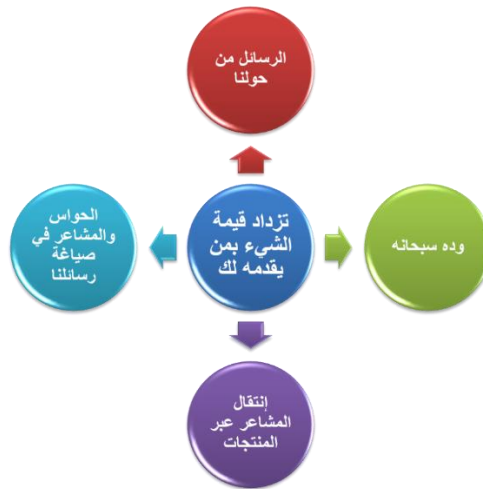 الرسائل من
حولنا
تزداد قيمة
الشيء بمن
يقدمه لك
وده سبحانه
إنتقال
المشاعر عبر
المنتجات
الحواس
والمشاعر في
صياغة
رسائلنا